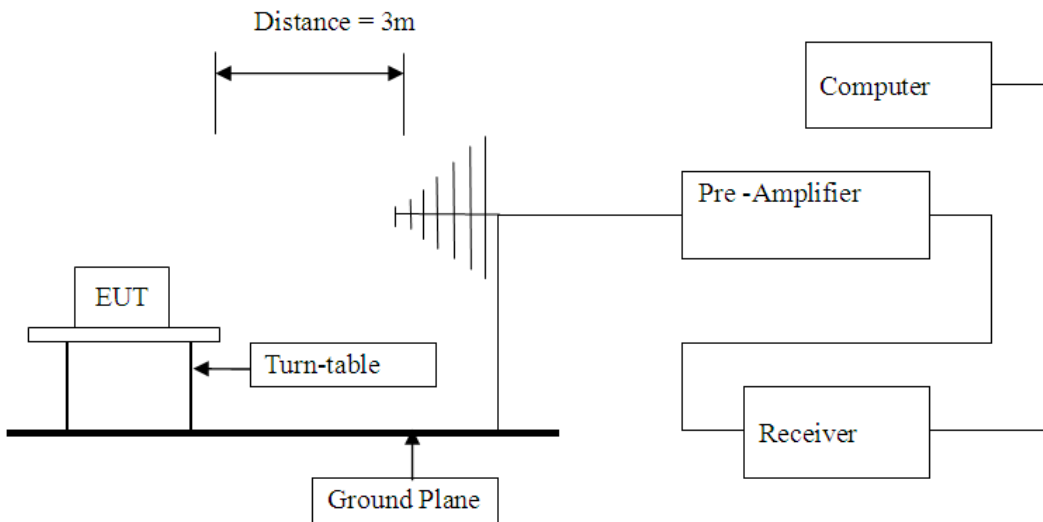 Distance = 3m
Computer
Pre -Amplifier
EUT
Turn-table
Receiver
Ground Plane